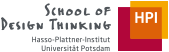 SCHOOL OF
DESIGN THINKING
HPI
Hasso-Plattner-Institut
Universität Potsdam